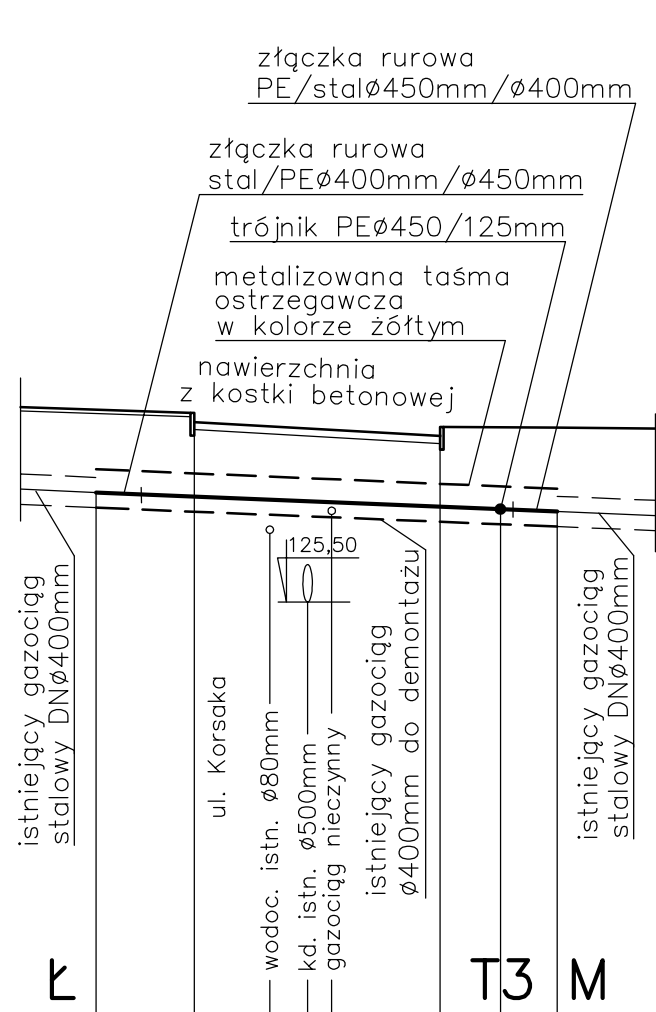 złączka rurowa
PE/stalø450mm/ø400mm
złączka rurowa
stal/PEø400mm/ø450mm
trójnik PEø450/125mm
metalizowana taśma
ostrzegawcza
w kolorze żółtym
nawierzchnia
z kostki betonowej
125,50
istniejący gazociąg
stalowy DNø400mm
ul. Korsaka
wodoc. istn. ø80mm
kd. istn. ø500mm
gazociąg nieczynny
istniejący gazociąg
ø400mm do demontażu
istniejący gazociąg
stalowy DNø400mm
Ł
T3
M